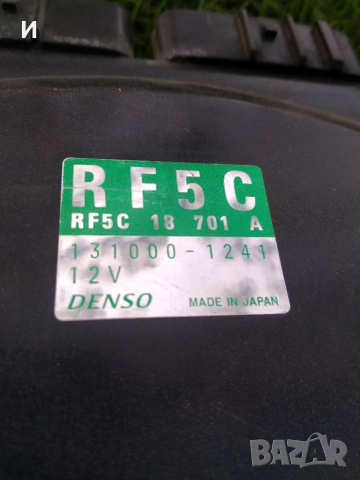 И
RF5C
RF5C 18 701 A
131000-1241
12V
DENSO MADE IN JAPAN
BAZAR